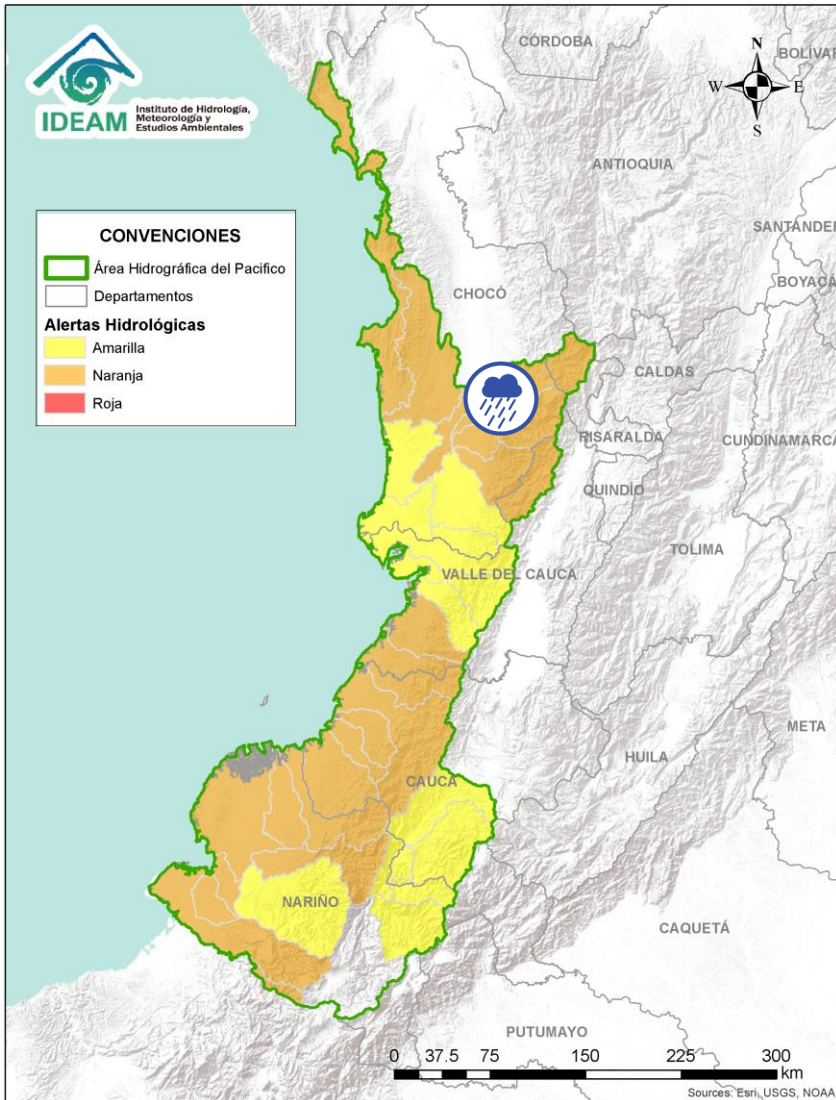 IDEAM
Instituto de Hidrología,
Meteorología y
Estudios Ambientales
CÓRDOBA
BOLÍVAR
N
W
E
S
ANTIOQUIA
SANTANDER
BOYACÁ
CONVENCIONES
Área Hidrográfica del Pacifico
Departamentos
Alertas Hidrológicas
Amarilla
Naranja
Roja
CHOCÓ
CALDAS
RISARALDA
CUNDINAMARCA
QUINDÍO
TOLIMA
VALLE DEL CAUCA
META
HUILA
CAUCA
NARIÑO
CAQUETÁ
PUTUMAYO
0 37.5 75 150 225 300
km
Sources: Esri, USGS, NOAA